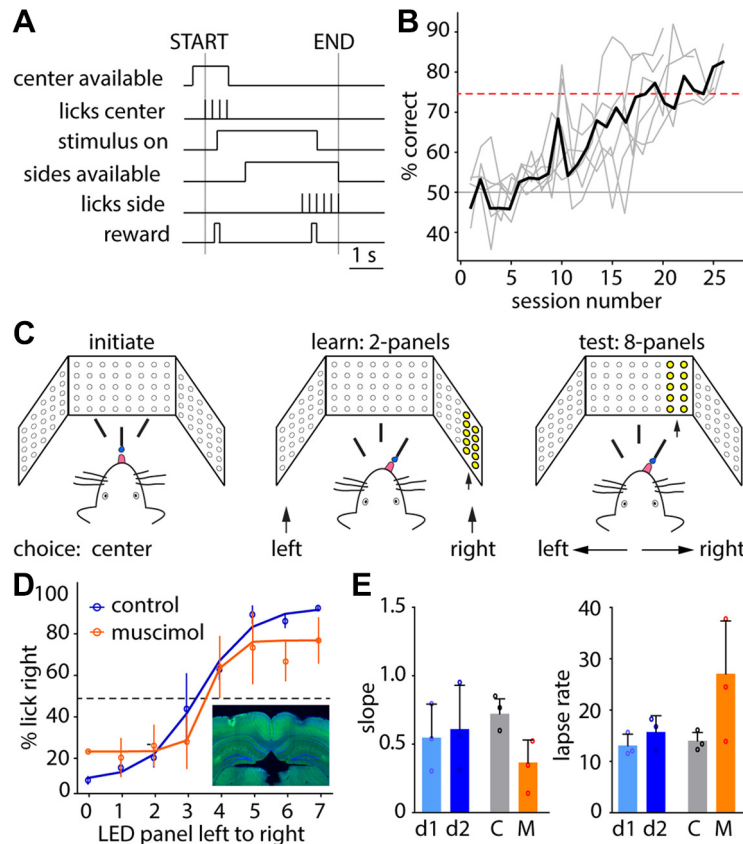 A
START
END
center available
licks center
stimulus on
sides available
licks side
reward
1 s
B
% correct
90
80
70
60
50
40
0
5
10
15
20
25
session number
C
initiate
learn: 2-panels
test: 8-panels
choice: center
left
right
left
right
D
% lick right
100
80
60
40
20
0
control
muscimol
0 1 2 3 4 5 6 7
LED panel left to right
E
slope
1.5
1.0
0.5
0
d1 d2 C M
lapse rate
40
30
20
10
0
d1 d2 C M